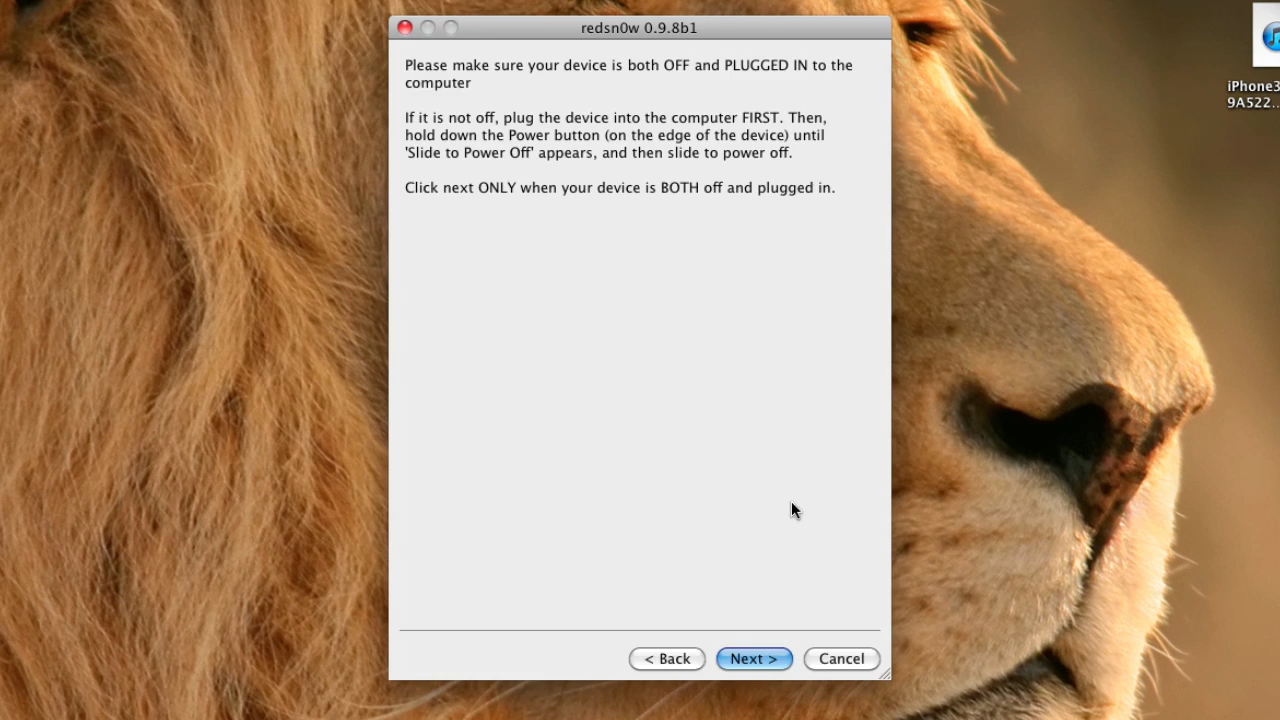 redsn0w 0.9.8b1
Please make sure your device is both OFF and PLUGGED IN to the
computer
If it is not off, plug the device into the computer FIRST. Then,
hold down the Power button (on the edge of the device) until
'Slide to Power Off' appears, and then slide to power off.
Click next ONLY when your device is BOTH off and plugged in.
< Back
Next >
Cancel
iPhone3
9A522...